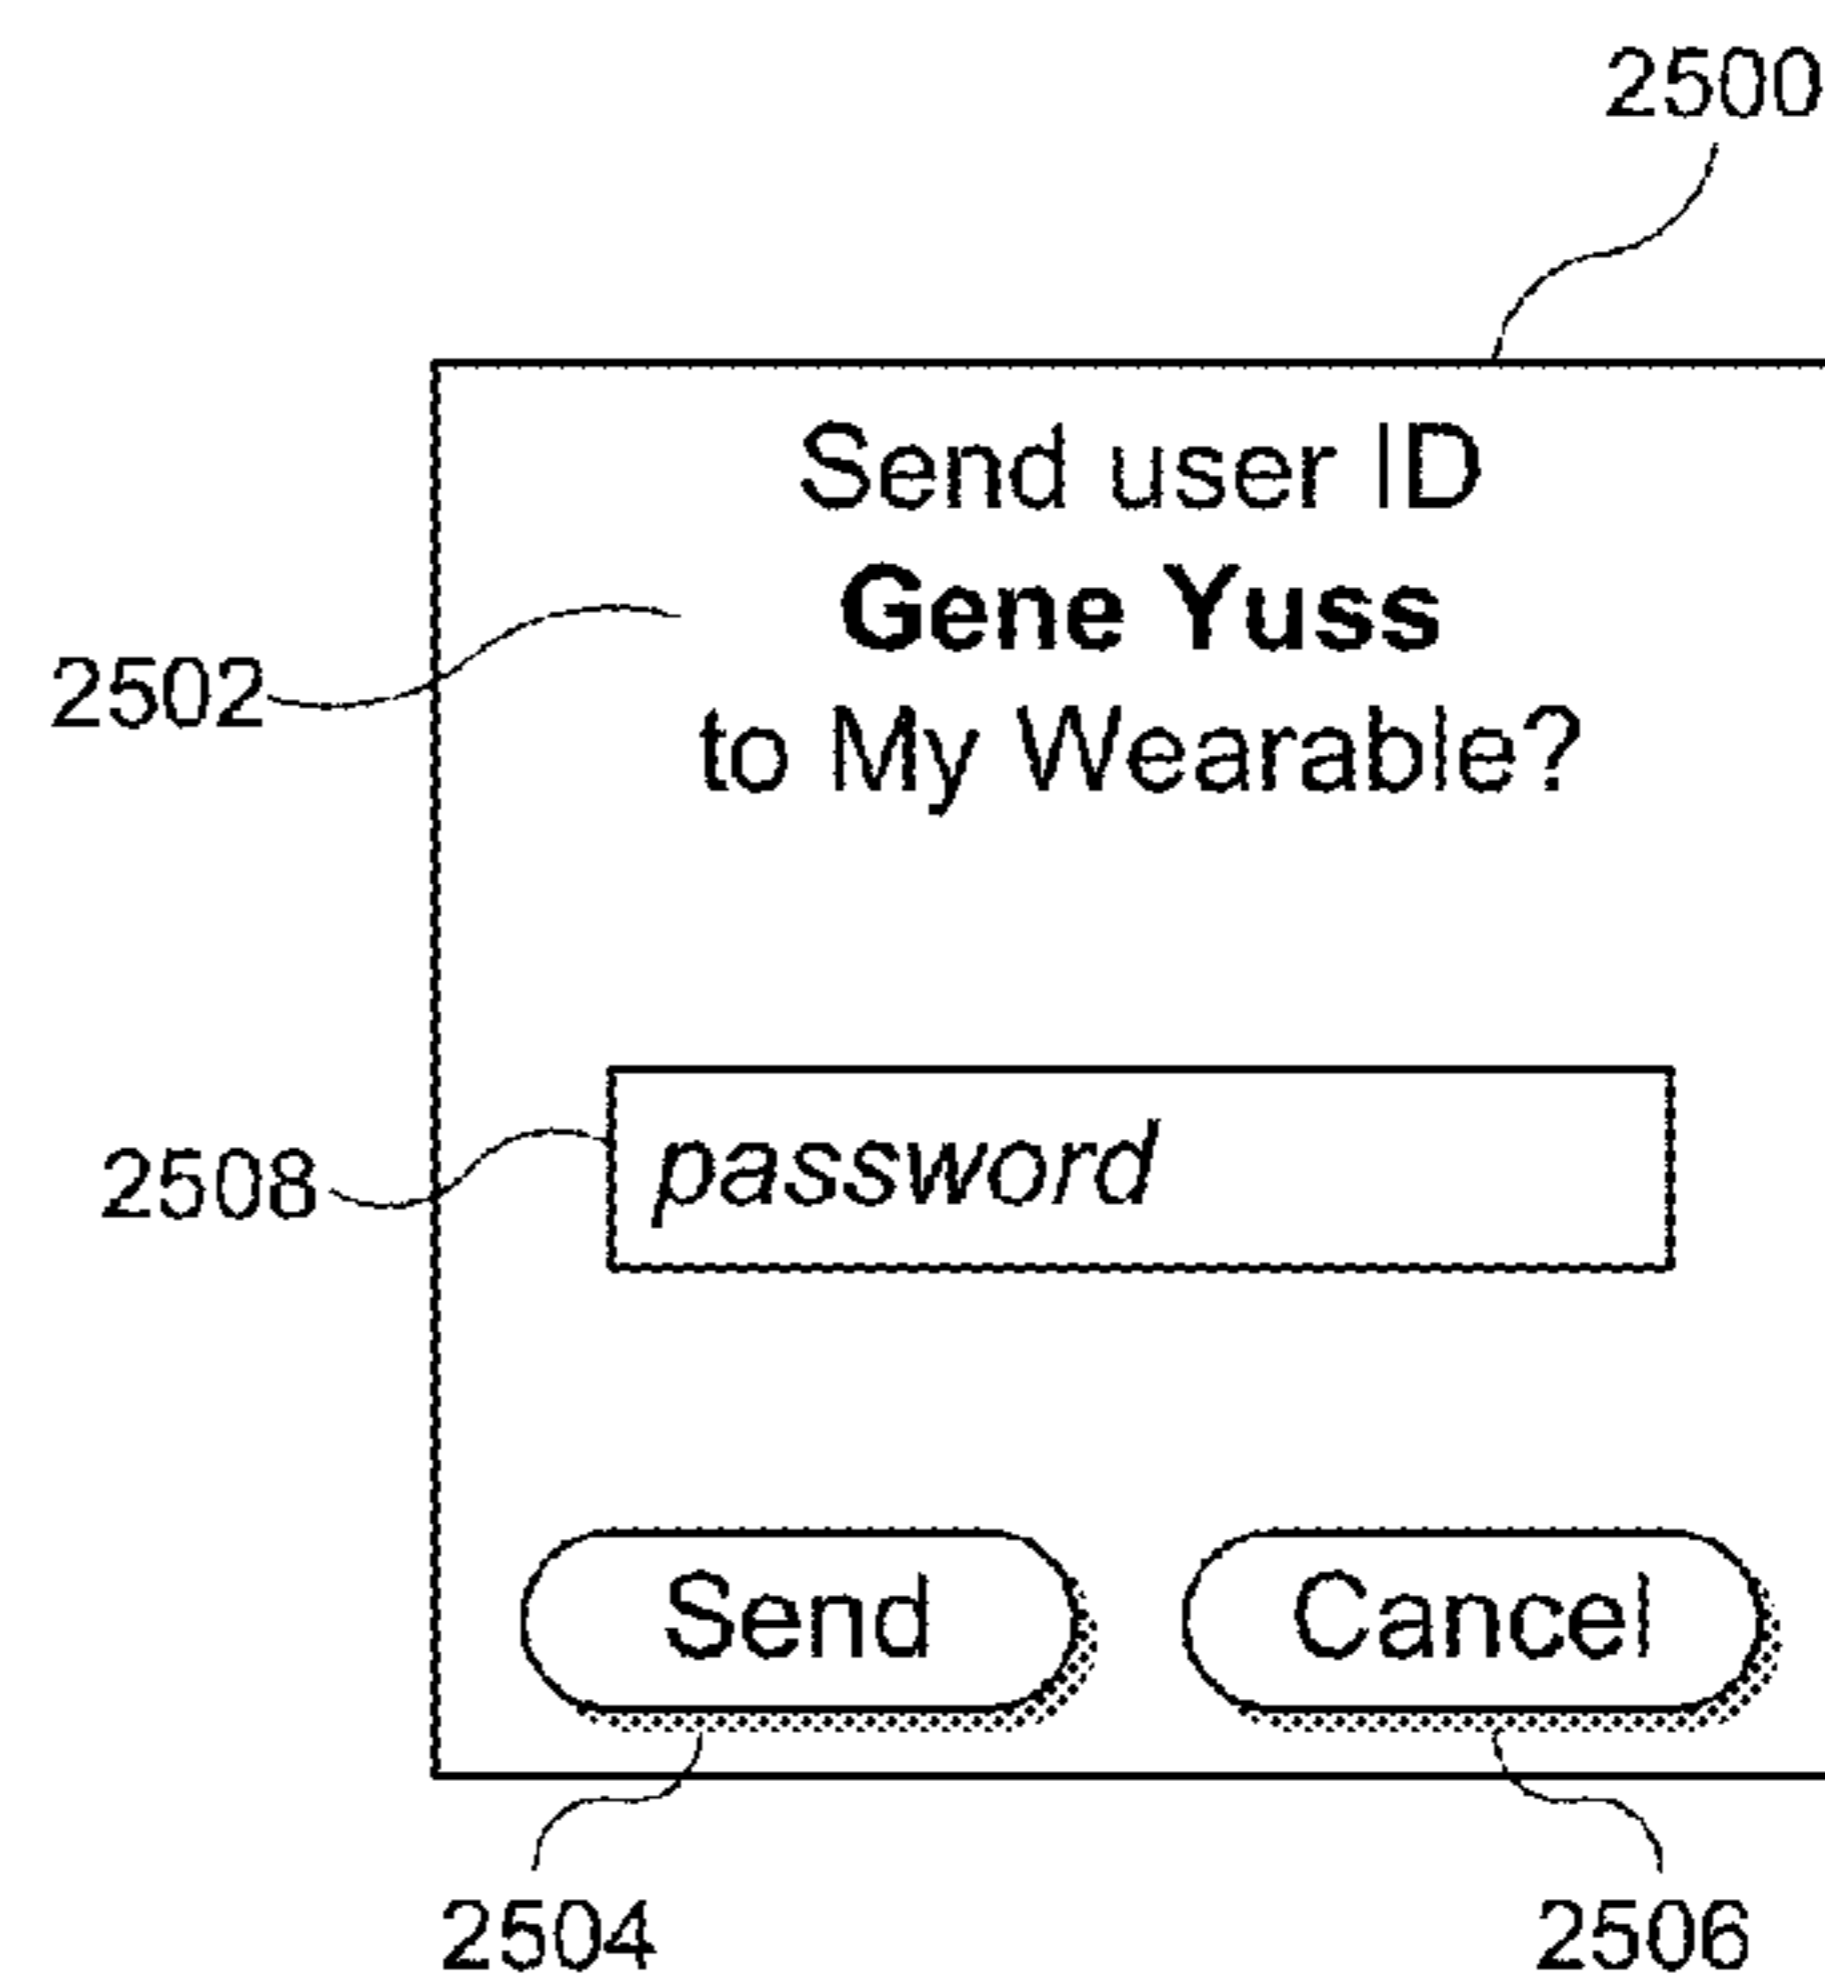 2500
Send user ID
Gene Yuss
2502
to My Wearable?
2508
password
Send
Cancel
2504
2506